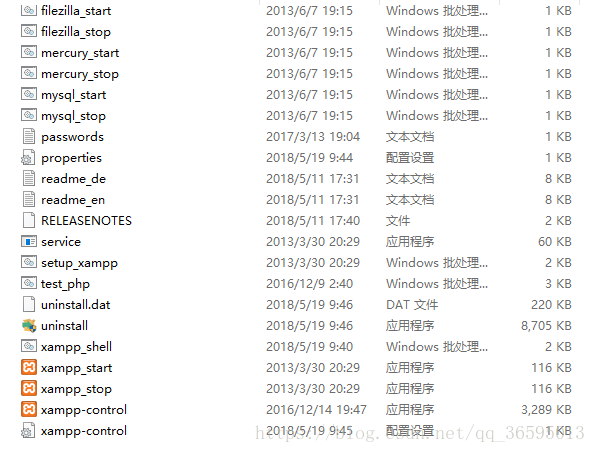 filezilla_start 2013/6/7 19:15 Windows 批处理... 1 KB
filezilla_stop 2013/6/7 19:15 Windows 批处理... 1 KB
mercury_start 2013/6/7 19:15 Windows 批处理... 1 KB
mercury_stop 2013/6/7 19:15 Windows 批处理... 1 KB
mysql_start 2013/6/7 19:15 Windows 批处理... 1 KB
mysql_stop 2013/6/7 19:15 Windows 批处理... 1 KB
passwords 2017/3/13 19:04 文本文档 1 KB
properties 2018/5/19 9:44 配置设置 1 KB
readme_de 2018/5/11 17:31 文本文档 8 KB
readme_en 2018/5/11 17:31 文本文档 8 KB
RELEASENOTES 2018/5/11 17:40 文件 2 KB
service 2013/3/30 20:29 应用程序 60 KB
setup_xampp 2013/3/30 20:29 Windows 批处理... 2 KB
test_php 2016/12/9 2:40 Windows 批处理... 3 KB
uninstall.dat 2018/5/19 9:46 DAT 文件 220 KB
uninstall 2018/5/19 9:46 应用程序 8,705 KB
xampp_shell 2018/5/19 9:40 Windows 批处理... 2 KB
xampp_start 2013/3/30 20:29 应用程序 116 KB
xampp_stop 2013/3/30 20:29 应用程序 116 KB
xampp-control 2016/12/14 19:47 应用程序 3,289 KB
xampp-control 2018/5/19 9:45 配置设置 1 KB
https://blog.csdn.net/qq_36595613